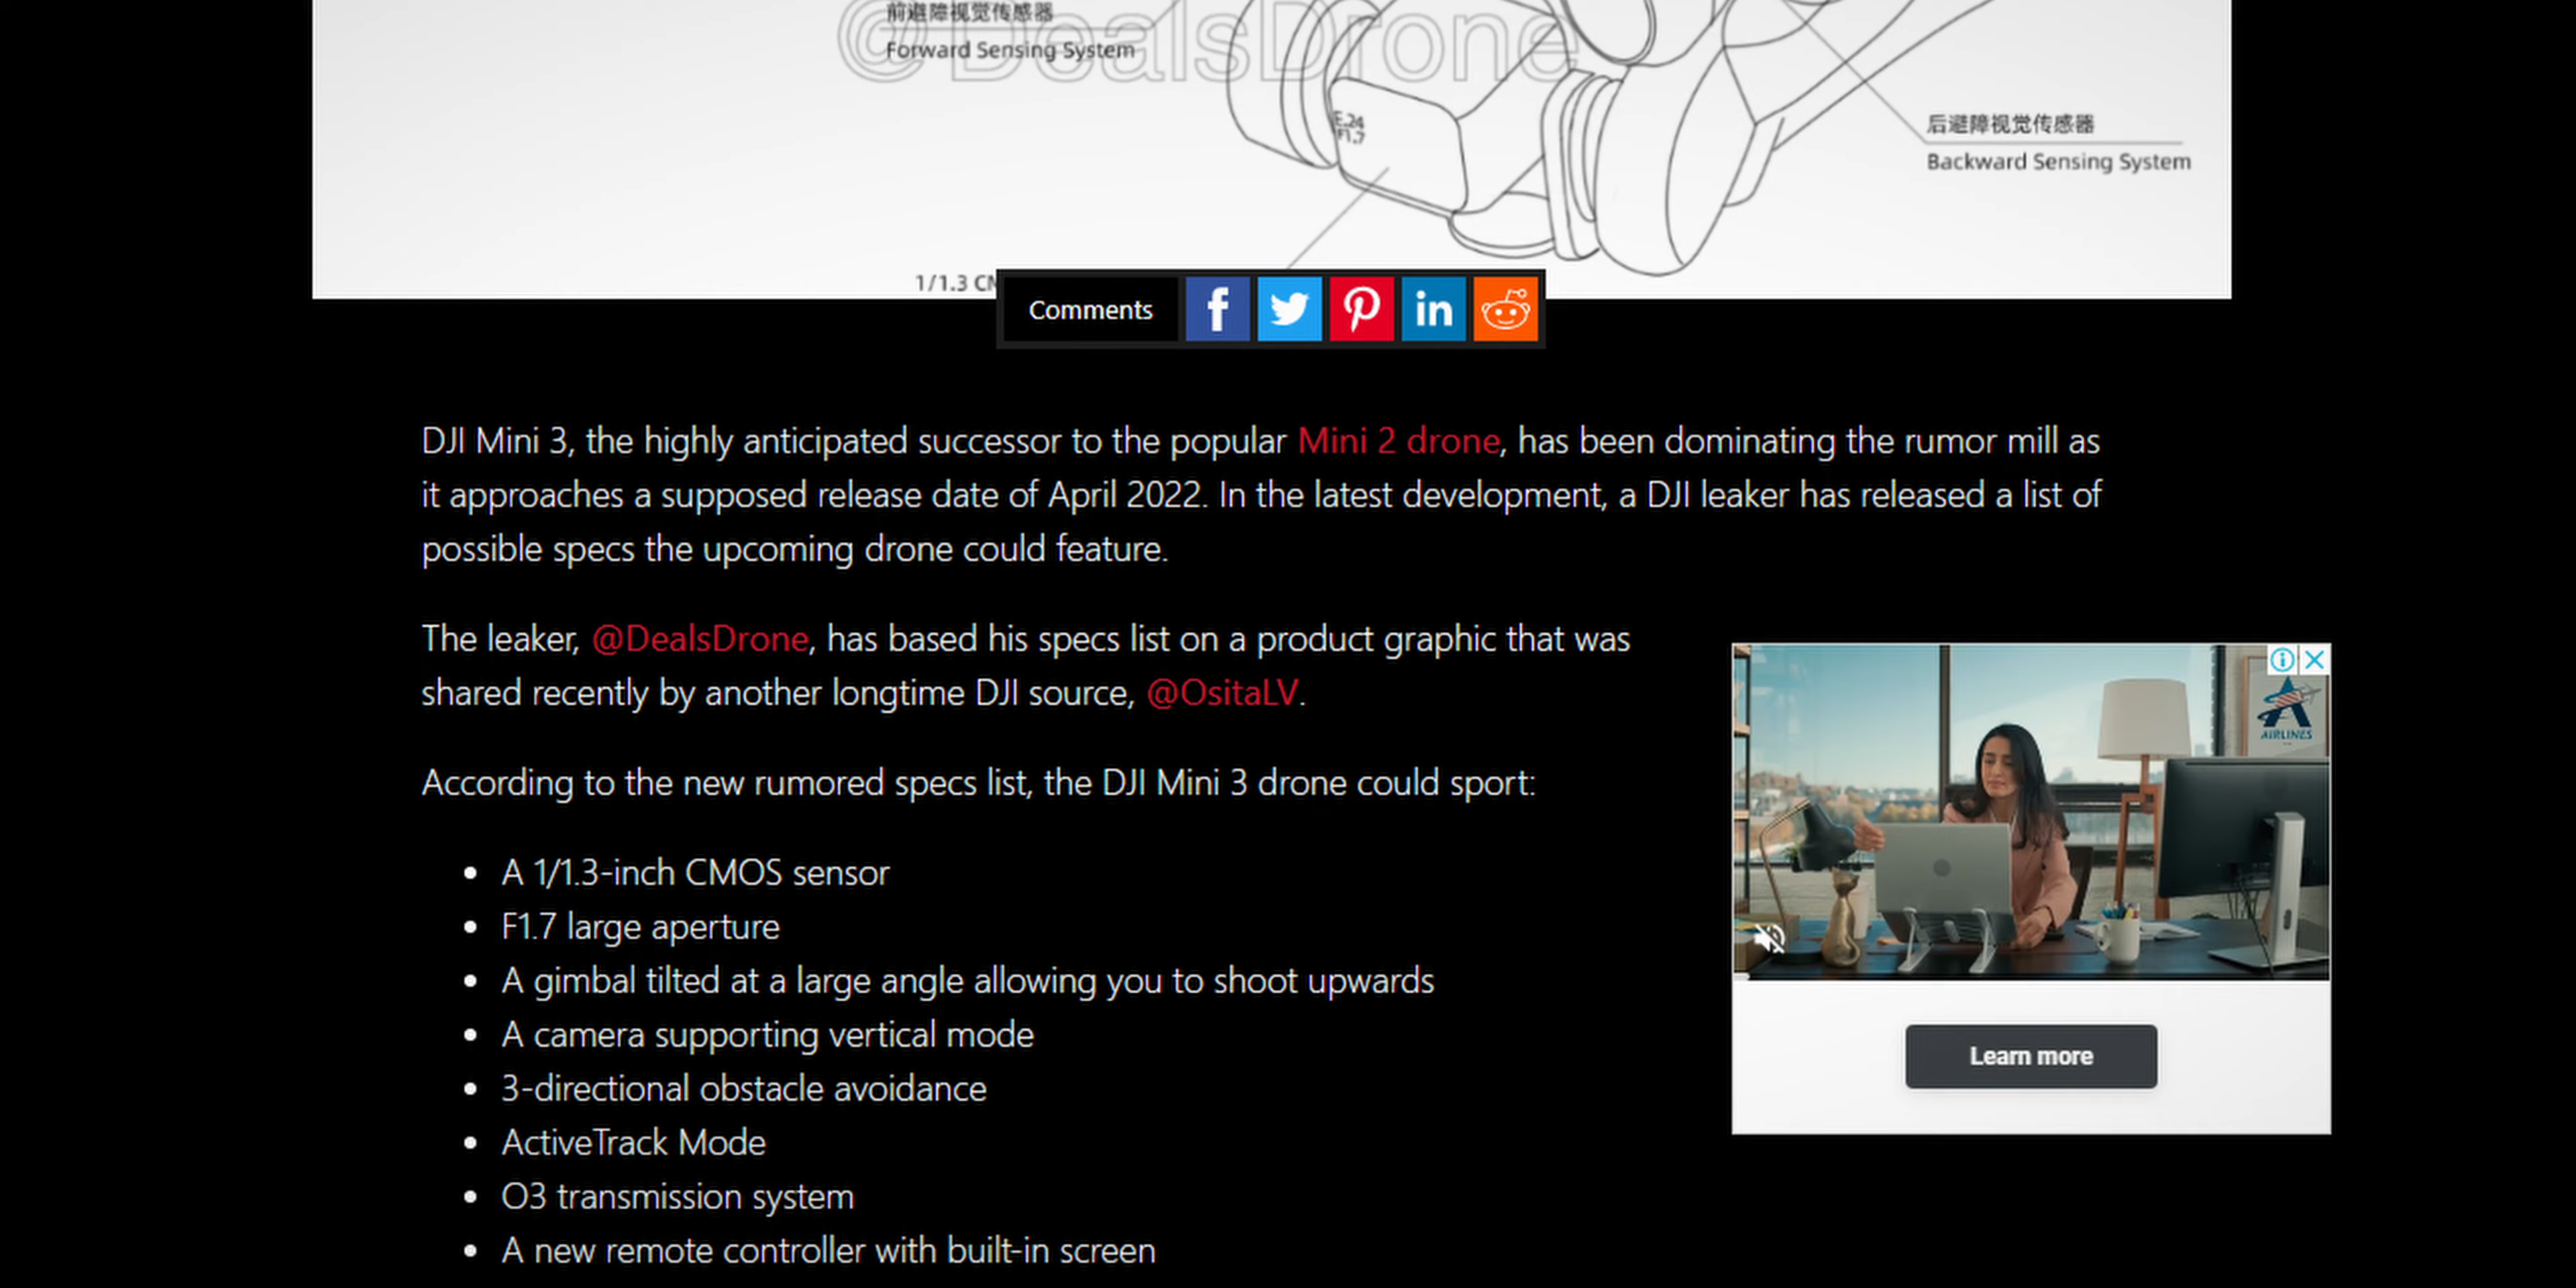 前避障视觉传感器
Forward Sensing System
@DealsDrone
E.24
F1.7
后避障视觉传感器
Backward Sensing System
1/1.3
Comments
DJI Mini 3, the highly anticipated successor to the popular Mini 2 drone, has been dominating the rumor mill as
it approaches a supposed release date of April 2022. In the latest development, a DJI leaker has released a list of
possible specs the upcoming drone could feature.
The leaker, @DealsDrone, has based his specs list on a product graphic that was
shared recently by another longtime DJI source, @OsitaLV.
According to the new rumored specs list, the DJI Mini 3 drone could sport:
• A 1/1.3-inch CMOS sensor
• F1.7 large aperture
• A gimbal tilted at a large angle allowing you to shoot upwards
• A camera supporting vertical mode
• 3-directional obstacle avoidance
• ActiveTrack Mode
• O3 transmission system
• A new remote controller with built-in screen
A
AIRLINES
Learn more